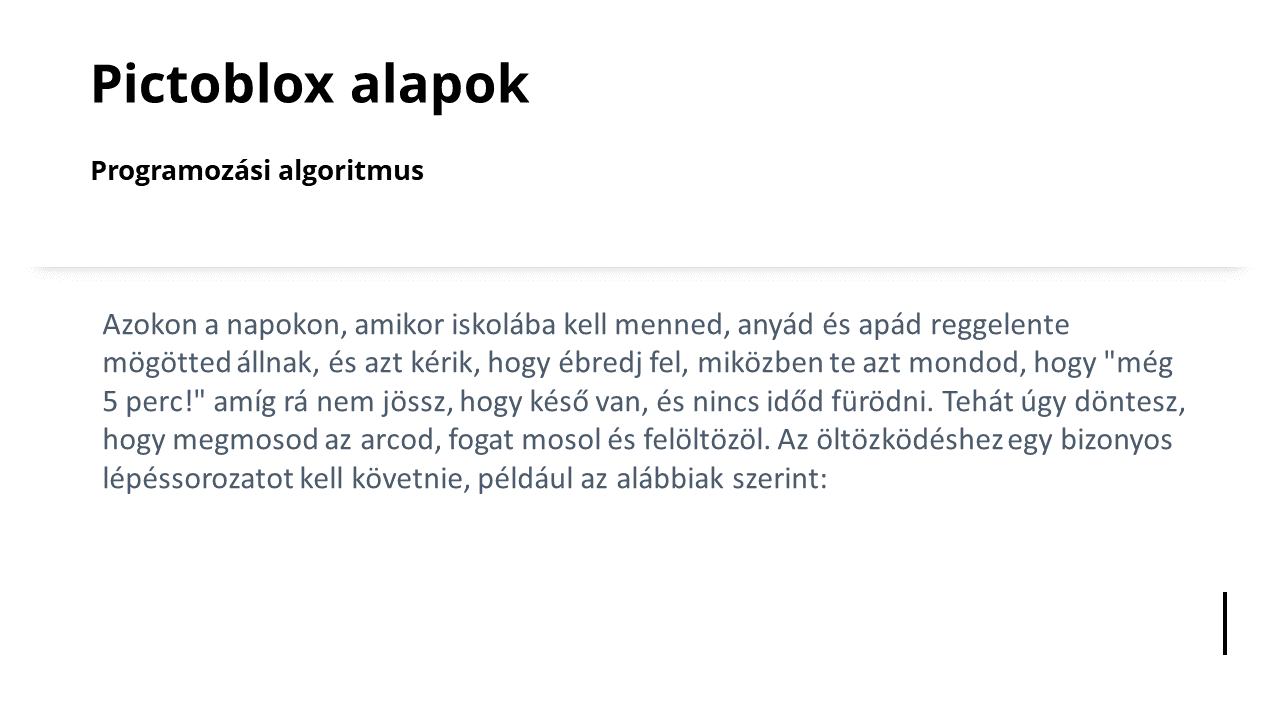 Pictoblox alapok
Programozási algoritmus
Azokon a napokon, amikor iskolába kell menned, anyád és apád reggelente
mögötted állnak, és azt kérik, hogy ébredj fel, miközben te azt mondod, hogy "még
5 perc!" amíg rá nem jössz, hogy késő van, és nincs időd fürödni. Tehát úgy döntesz,
hogy megmosod az arcod, fogat mosol és felöltözöl. Az öltözködéshez egy bizonyos
lépéssorozatot kell követnie, például az alábbiak szerint: